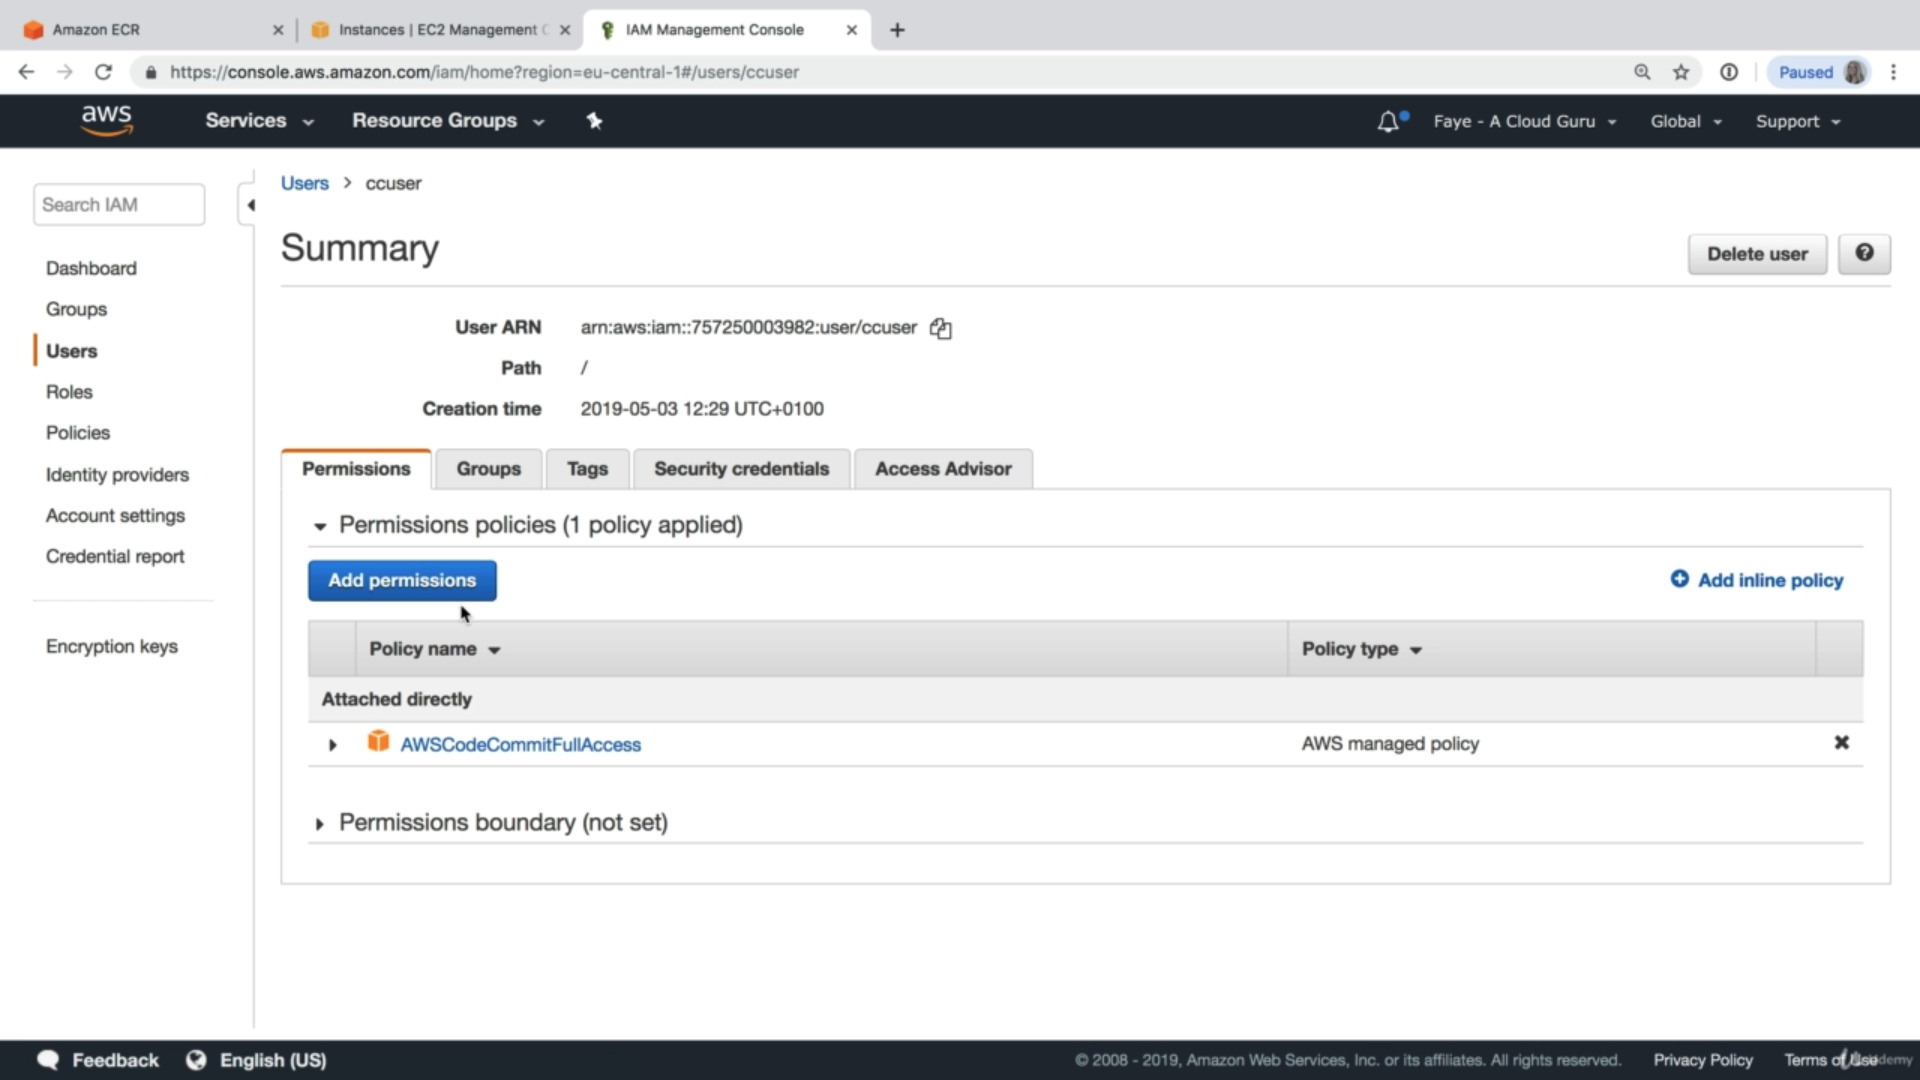 Amazon ECR
Instances | EC2 Management
IAM Management Console
https://console.aws.amazon.com/iam/home?region=eu-central-1#/users/ccuser
Paused
aws
Services
Resource Groups
Faye - A Cloud Guru
Global
Support
Search IAM
Dashboard
Groups
Users
Roles
Policies
Identity providers
Account settings
Credential report
Encryption keys
Users > ccuser
Summary
Delete user
User ARN arn:aws:iam::757250003982:user/ccuser
Path /
Creation time 2019-05-03 12:29 UTC+0100
Permissions
Groups
Tags
Security credentials
Access Advisor
Permissions policies (1 policy applied)
Add permissions
Add inline policy
Policy name
Policy type
Attached directly
AWSCodeCommitFullAccess
AWS managed policy
Permissions boundary (not set)
Feedback
English (US)
© 2008 - 2019, Amazon Web Services, Inc. or its affiliates. All rights reserved.
Privacy Policy
Terms of Use